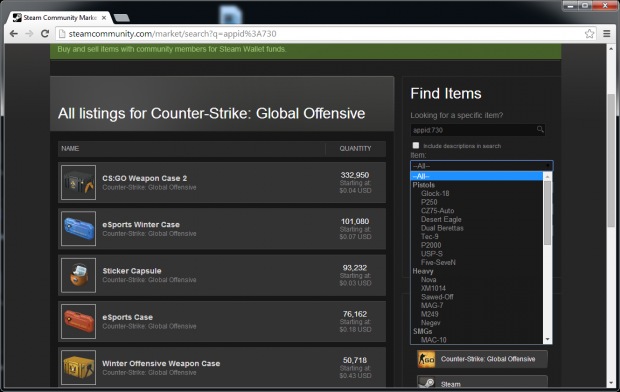 Steam Community Marke
steamcommunity.com/market/search?q=appid%3A730
Buy and sell items with community members for Steam Wallet funds.
All listings for Counter-Strike: Global Offensive
NAME QUANTITY
CS:GO Weapon Case 2
Counter-Strike: Global Offensive
332,950
Starting at:
$0.04 USD
eSports Winter Case
Counter-Strike: Global Offensive
101,080
Starting at:
$0.07 USD
Sticker Capsule
Counter-Strike: Global Offensive
93,232
Starting at:
$0.03 USD
eSports Case
Counter-Strike: Global Offensive
76,162
Starting at:
$0.18 USD
Winter Offensive Weapon Case
Counter-Strike: Global Offensive
50,718
Starting at:
$0.43 USD
Find Items
Looking for a specific item?
appid:730
Include descriptions in search
Item:
--All--
--All--
Pistols
Glock-18
P250
CZ75-Auto
Desert Eagle
Dual Berettas
Tec-9
P2000
USP-S
Five-SeveN
Heavy
Nova
XM1014
Sawed-Off
MAG-7
M249
Negev
SMGs
MAC-10
GO
Counter-Strike: Global Offensive
Steam